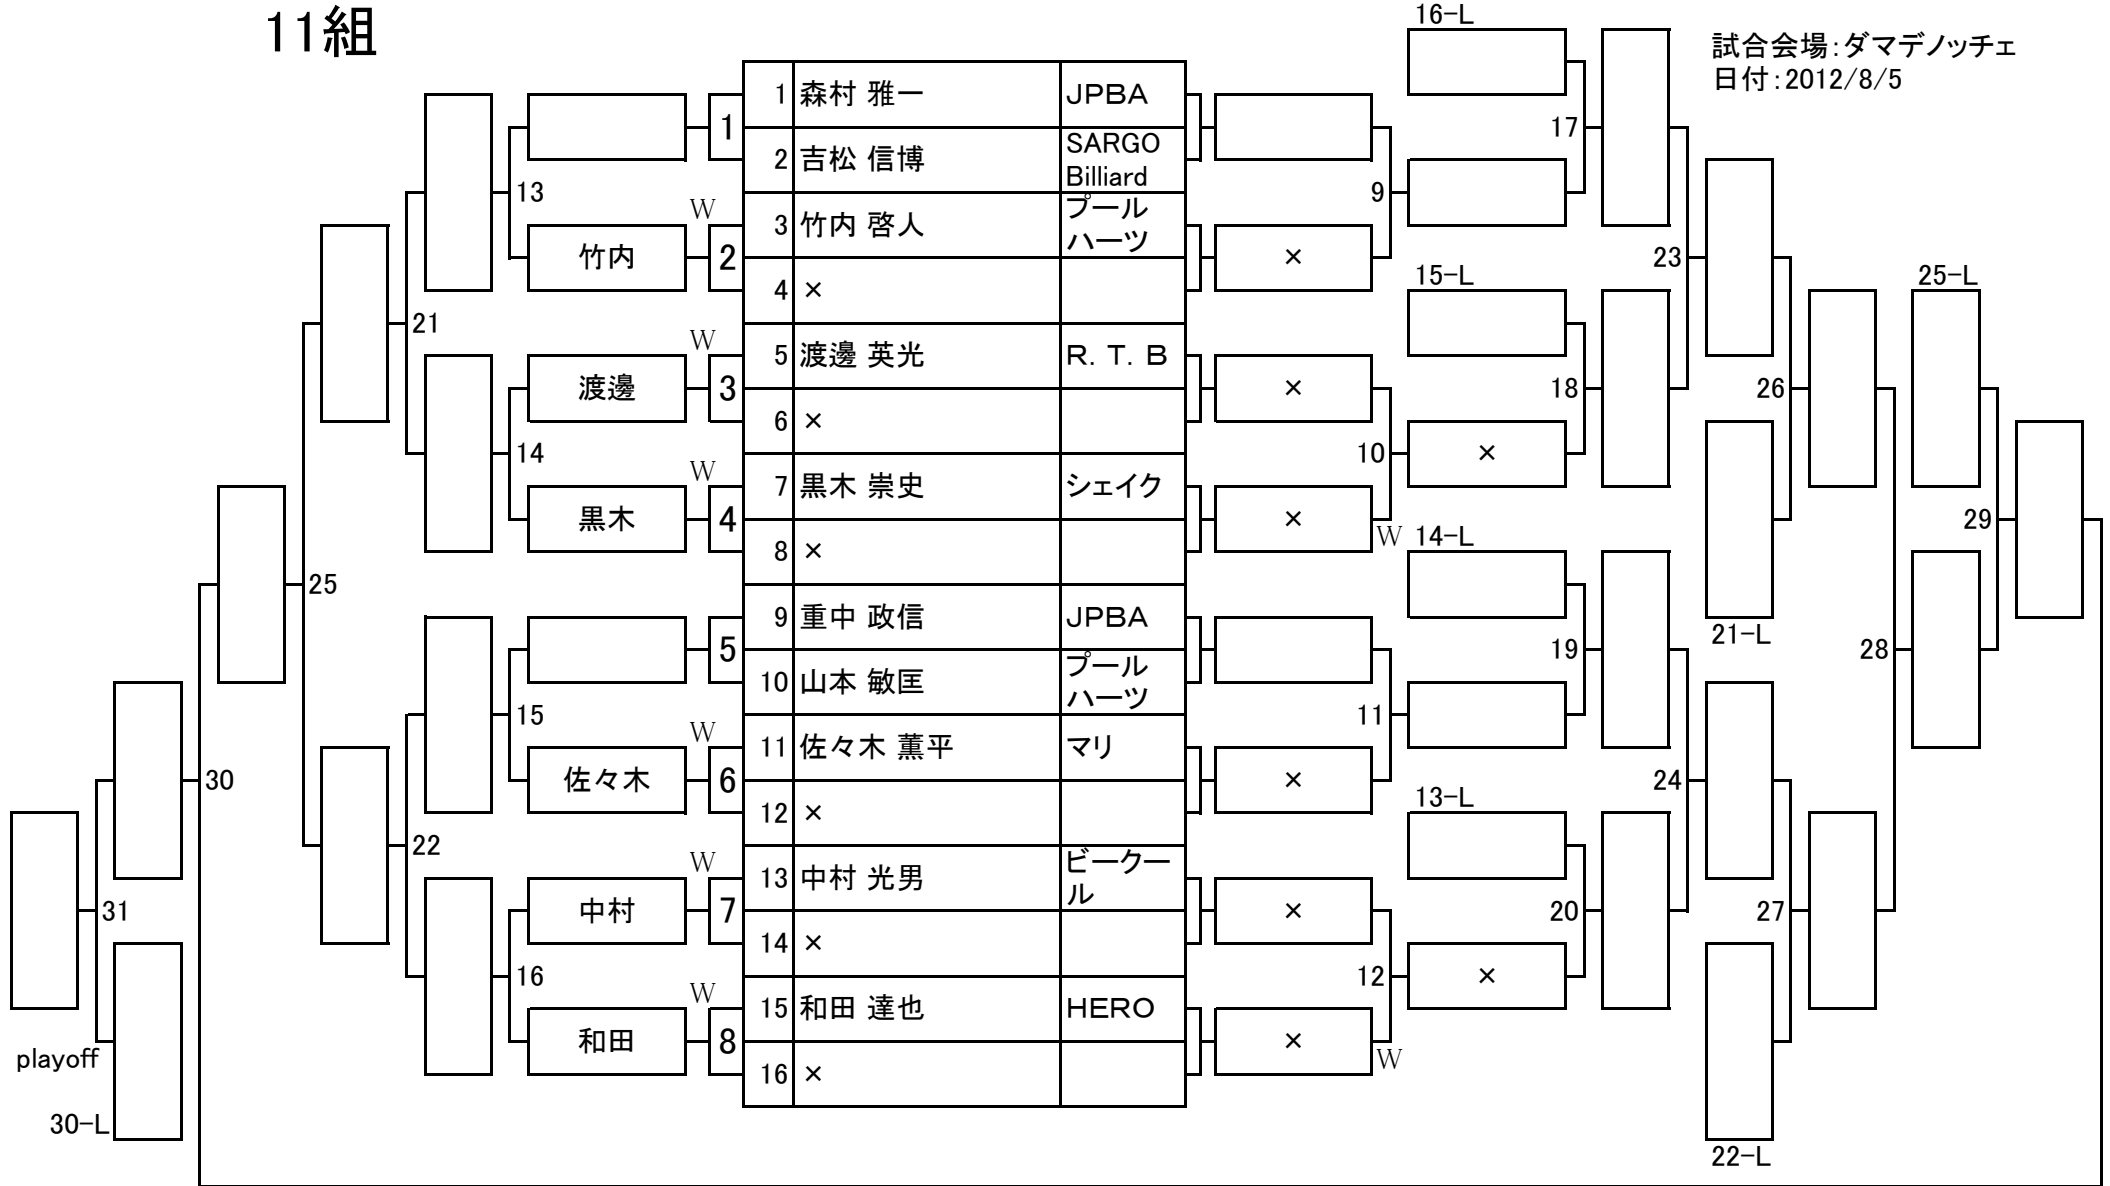 11組
試合会場：ダマデノッチェ
日付：2012/8/5
1 森村 雅一 JPBA
2 吉松 信博 SARGO
Billiard
3 竹内 啓人 プール
ハーツ
4 ×
5 渡邊 英光 R．T．B
6 ×
7 黒木 崇史 シェイク
8 ×
9 重中 政信 JPBA
10 山本 敏匡 プール
ハーツ
11 佐々木 薫平 マリ
12 ×
13 中村 光男 ビークー
ル
14 ×
15 和田 達也 HERO
16 ×
1
W
竹内
2
W
渡邊
3
W
黒木
4
5
W
佐々木
6
W
中村
7
W
和田
8
13
14
15
16
21
22
25
30
31
playoff
30-L
×
×
×
W
×
×
×
W
9
10
11
12
16-L
15-L
×
14-L
13-L
×
17
18
19
20
23
24
21-L
22-L
26
27
28
25-L
29